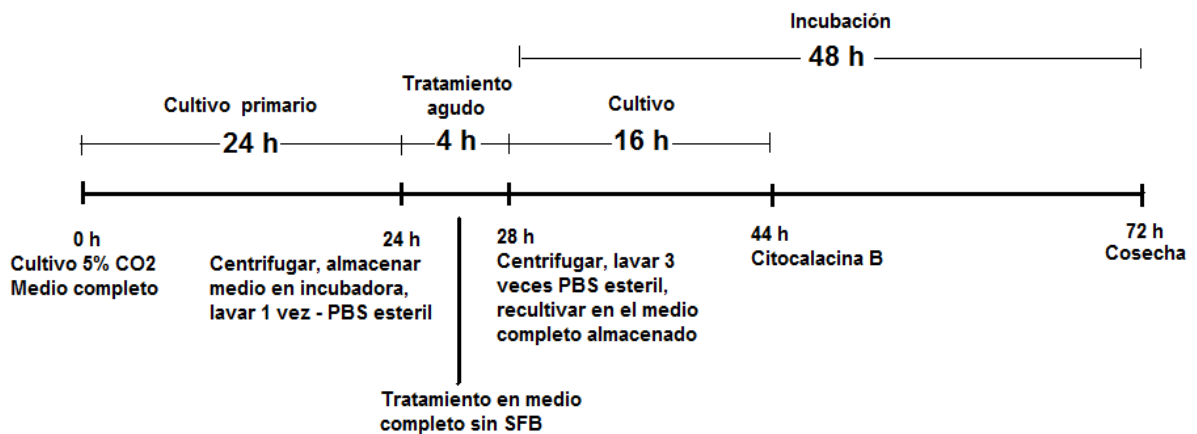 Incubación
48 h
Tratamiento
agudo
Cultivo primario
Cultivo
24 h
4 h
16 h
0 h
Cultivo 5% CO2
Medio completo
24 h
Centrifugar, almacenar
medio en incubadora,
lavar 1 vez - PBS esteril
28 h
Centrifugar, lavar 3
veces PBS esteril,
recultivar en el medio
completo almacenado
44 h
Citocalacina B
72 h
Cosecha
Tratamiento en medio
completo sin SFB